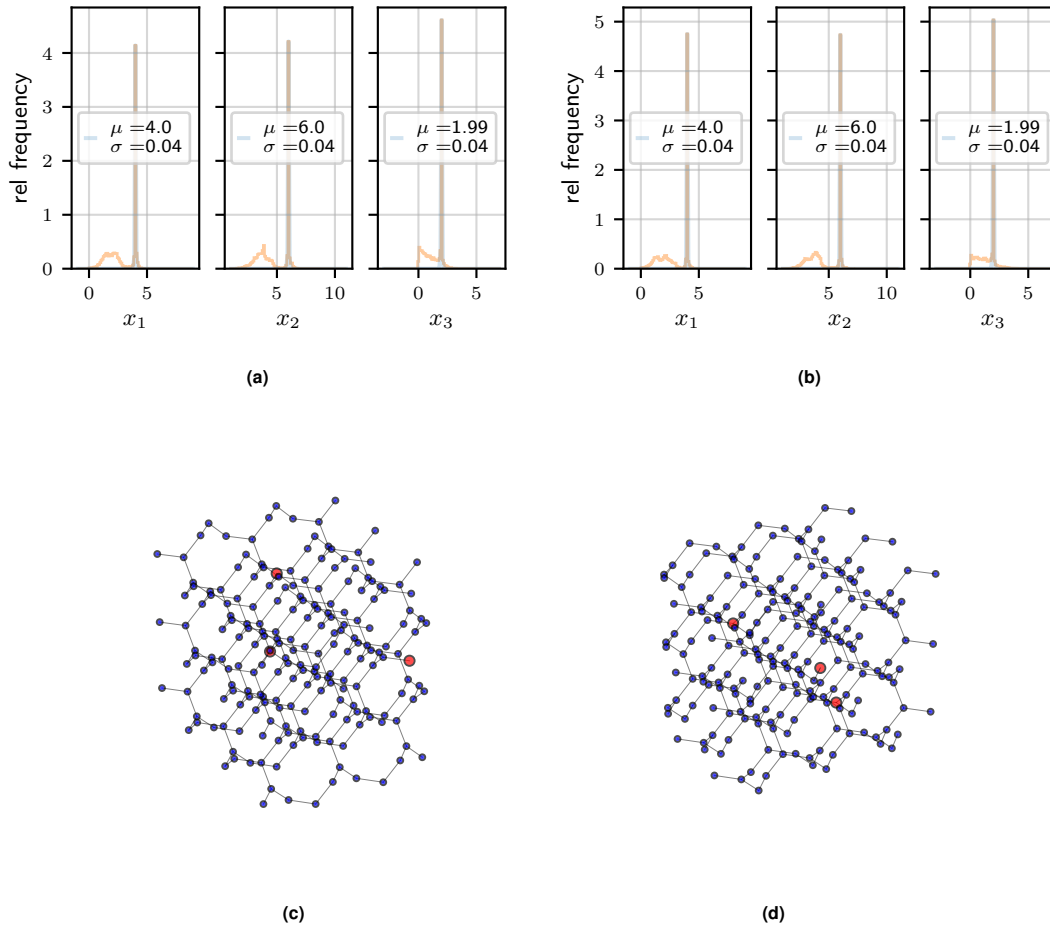 rel frequency
4
3
2
1
0
μ =4.0
σ =0.04
μ =6.0
σ =0.04
μ =1.99
σ =0.04
0 5
5 10
0 5
x₁ x₂ x₃
(a)
rel frequency
5
4
3
2
1
0
μ =4.0
σ =0.04
μ =6.0
σ =0.04
μ =1.99
σ =0.04
0 5
5 10
0 5
x₁ x₂ x₃
(b)
(c)
(d)